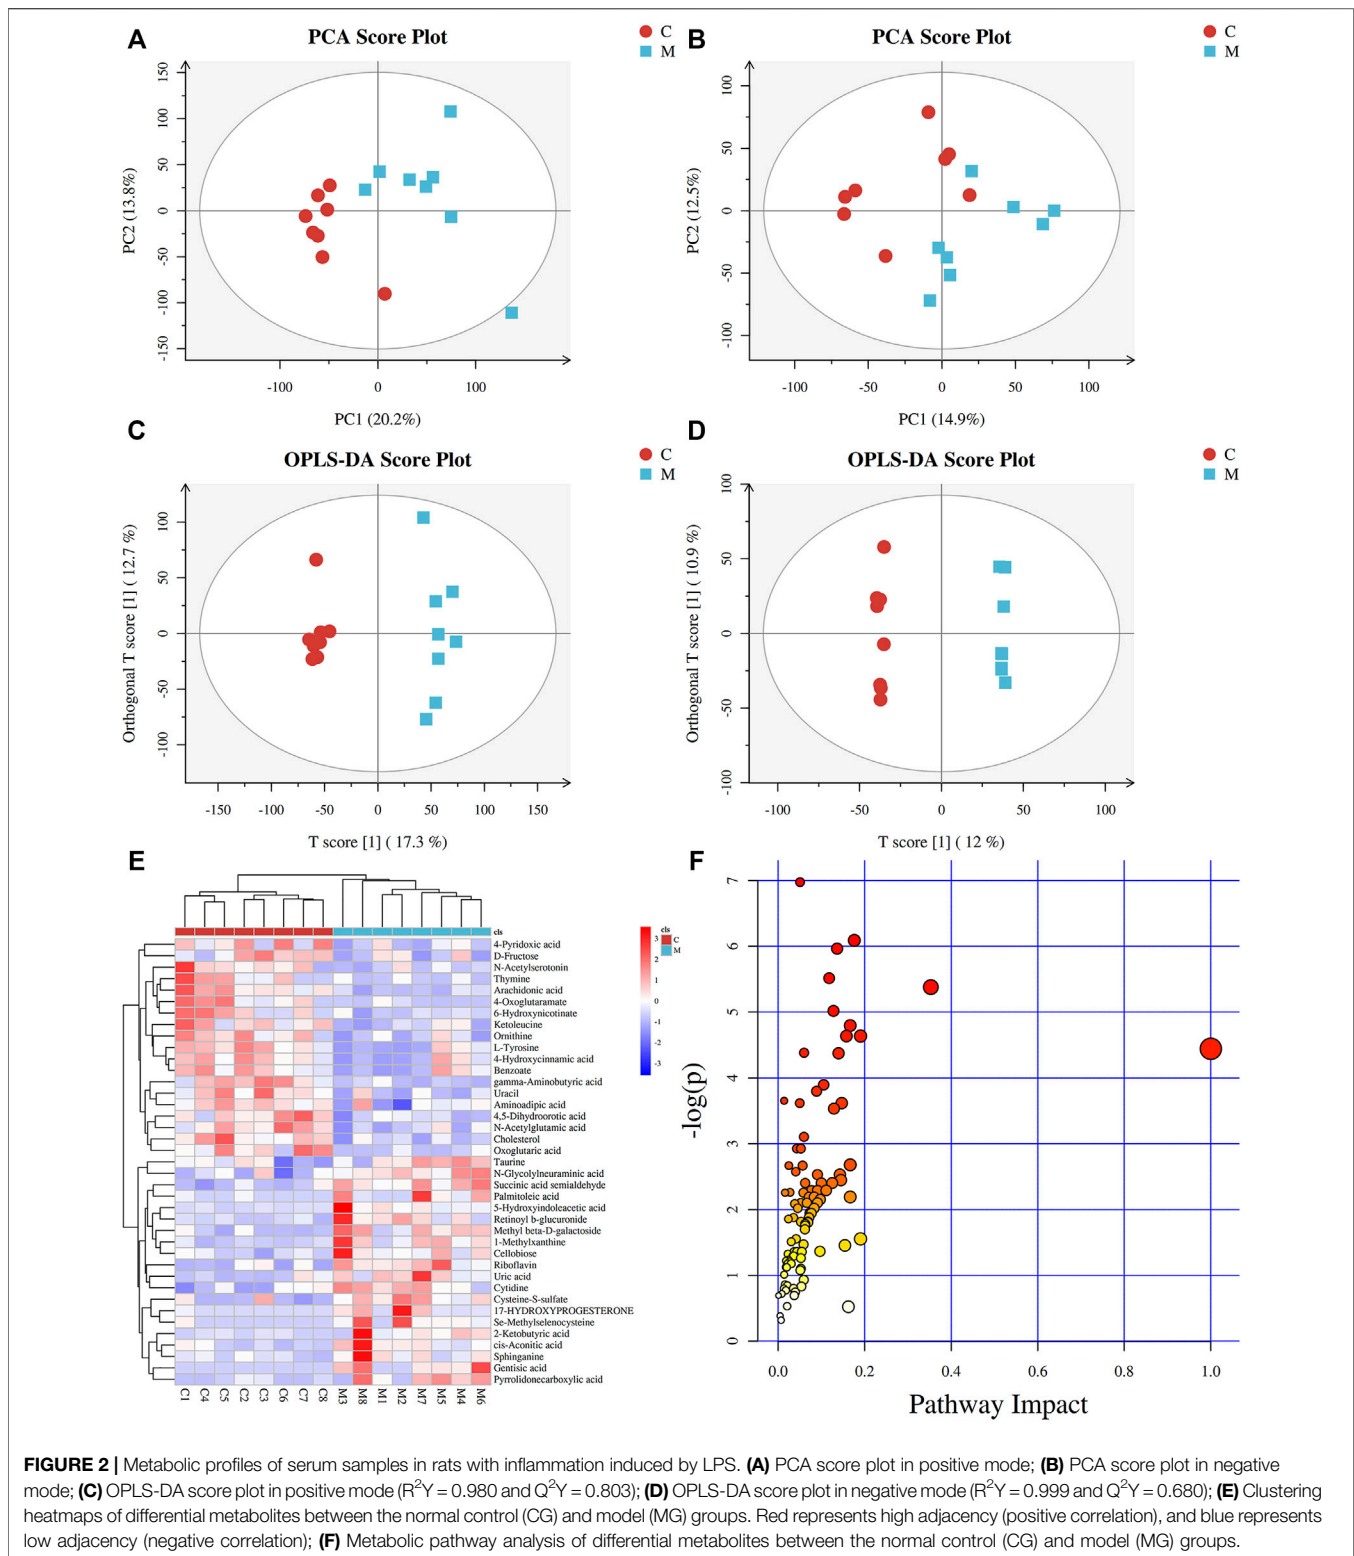 A
PCA Score Plot
C
M
PC2 (13.8%)
150
100
50
0
-50
-100
-150
-100
0
100
PC1 (20.2%)
B
PCA Score Plot
C
M
PC2 (12.5%)
100
50
0
-50
-100
-100
-50
0
50
100
PC1 (14.9%)
C
OPLS-DA Score Plot
C
M
Orthogonal T score [1] ( 12.7 %)
100
50
0
-50
-100
-150
-100
-50
0
50
100
150
T score [1] ( 17.3 %)
D
OPLS-DA Score Plot
C
M
Orthogonal T score [1] ( 10.9 %)
100
50
0
-50
-100
-100
-50
0
50
100
T score [1] ( 12 %)
E
cls
4-Pyridoxic acid
D-Fructose
N-Acetylserotonin
Thymine
Arachidonic acid
4-Oxoglutaramate
6-Hydroxynicotinate
Ketoleucine
Ornithine
L-Tyrosine
4-Hydroxycinnamic acid
Benzoate
gamma-Aminobutyric acid
Uracil
Aminoadipic acid
4,5-Dihydroorotic acid
N-Acetylglutamic acid
Cholesterol
Oxoglutaric acid
Taurine
N-Glycolylneuraminic acid
Succinic acid semialdehyde
Palmitoleic acid
5-Hydroxyindoleacetic acid
Retinoyl b-glucuronide
Methyl beta-D-galactoside
1-Methylxanthine
Cellobiose
Riboflavin
Uric acid
Cytidine
Cysteine-S-sulfate
17-HYDROXYPROGESTERONE
Se-Methylselenocysteine
2-Ketobutyric acid
cis-Aconitic acid
Sphinganine
Gentisic acid
Pyrrolidonecarboxylic acid
C1
C4
C5
C2
C3
C6
C7
C8
M3
M8
M1
M2
M7
M5
M4
M6
3
2
1
0
-1
-2
-3
cls
C
M
F
-log(p)
7
6
5
4
3
2
1
0
0.0
0.2
0.4
0.6
0.8
1.0
Pathway Impact
FIGURE 2 | Metabolic profiles of serum samples in rats with inflammation induced by LPS. (A) PCA score plot in positive mode; (B) PCA score plot in negative
mode; (C) OPLS-DA score plot in positive mode (R²Y = 0.980 and Q²Y = 0.803); (D) OPLS-DA score plot in negative mode (R²Y = 0.999 and Q²Y = 0.680); (E) Clustering
heatmaps of differential metabolites between the normal control (CG) and model (MG) groups. Red represents high adjacency (positive correlation), and blue represents
low adjacency (negative correlation); (F) Metabolic pathway analysis of differential metabolites between the normal control (CG) and model (MG) groups.